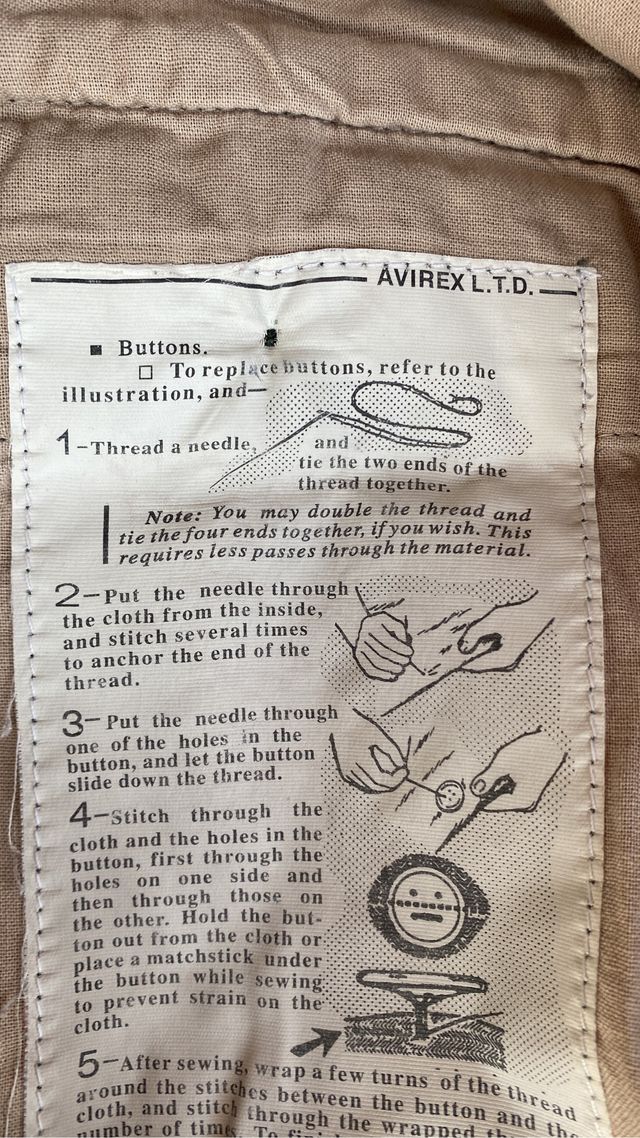 AVIREX L.T.D.
■ Buttons.
□ To replace buttons, refer to the
illustration, and—
1-Thread a needle, and
tie the two ends of the
thread together.
Note: You may double the thread and
tie the four ends together, if you wish. This
requires less passes through the material.
2-Put the needle through
the cloth from the inside,
and stitch several times
to anchor the end of the
thread.
3-Put the needle through
one of the holes in the
button, and let the button
slide down the thread.
4-Stitch through the
cloth and the holes in the
button, first through the
holes on one side and
then through those on
the other. Hold the but-
ton out from the cloth or
place a matchstick under
the button while sewing
to prevent strain on the
cloth.
5-After sewing, wrap a few turns of the thread
around the stitches between the button and the
cloth, and stitch through the wrapped
number of times. To